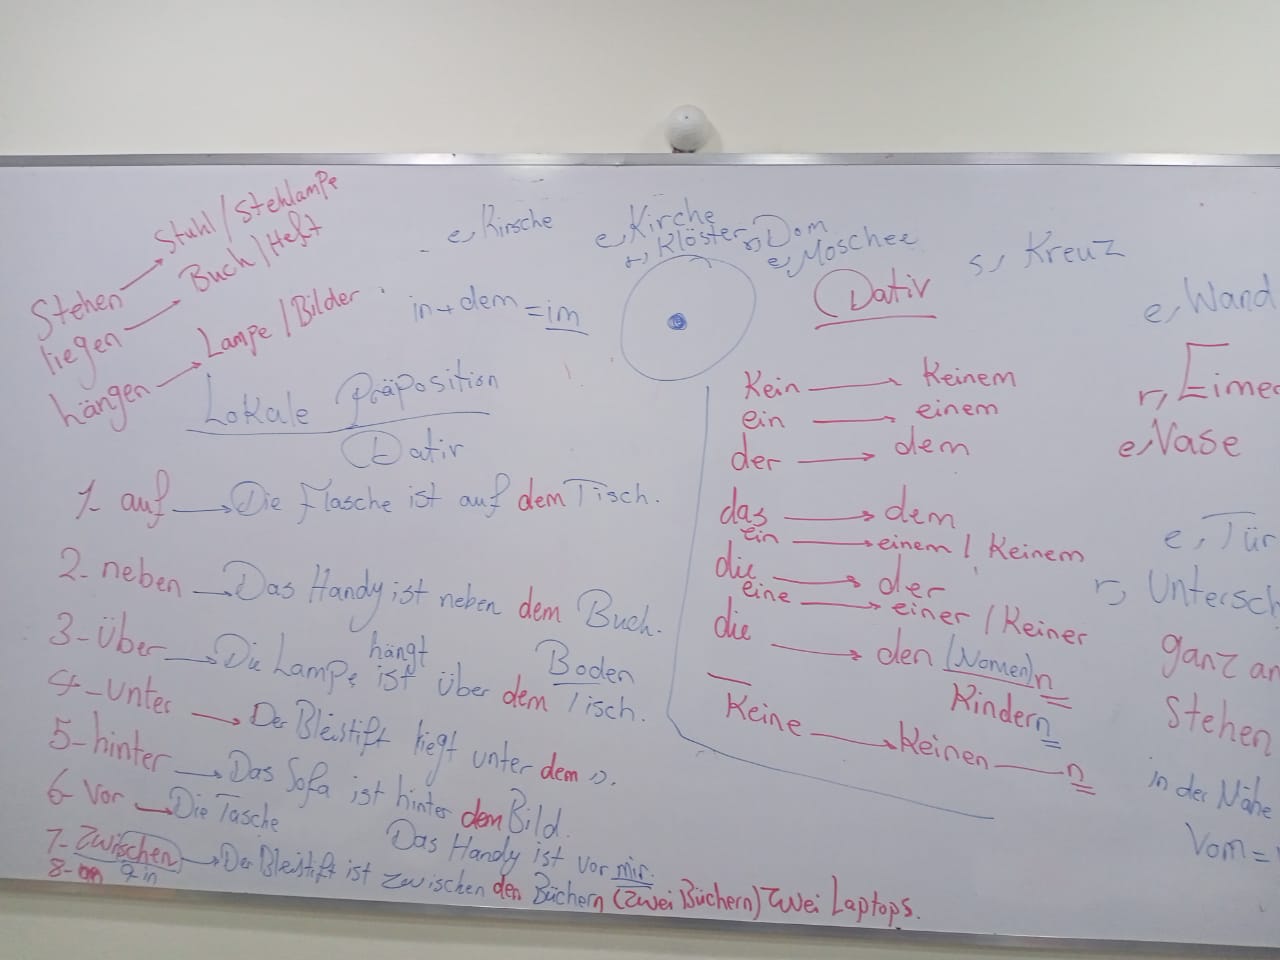 Stehen → Stuhl / Stehlampe
liegen → Buch / Heft
hängen → Lampe / Bilder
e, Kirsche
e, Kirche
r, Klöster r, Dom
e, Moschee
s, Kreuz
in + dem = im
Lokale Präposition
Dativ
1- auf → Die Flasche ist auf dem Tisch.
2- neben → Das Handy ist neben dem Buch.
hängt Boden
3- über → Die Lampe ist über dem Tisch.
4- unter → Der Bleistift liegt unter dem
5- hinter → Das Sofa ist hinter dem Bild.
6- vor → Die Tasche
Das Handy ist vor mir.
7- Zwischen → Der Bleistift ist zwischen den Büchern (zwei Büchern) zwei Laptops.
8- an 9- in
Dativ
Kein → Keinem
ein → einem
der → dem
das → dem
ein → einem / Keinem
die → der
eine → einer / Keiner
die → den (Nomen) n
Kindern
Keine → Keinen — n
e, Wand
r, Eimer
e, Vase
e, Tür
r, Untersch
ganz an
Stehen
in der Nähe
Vom =